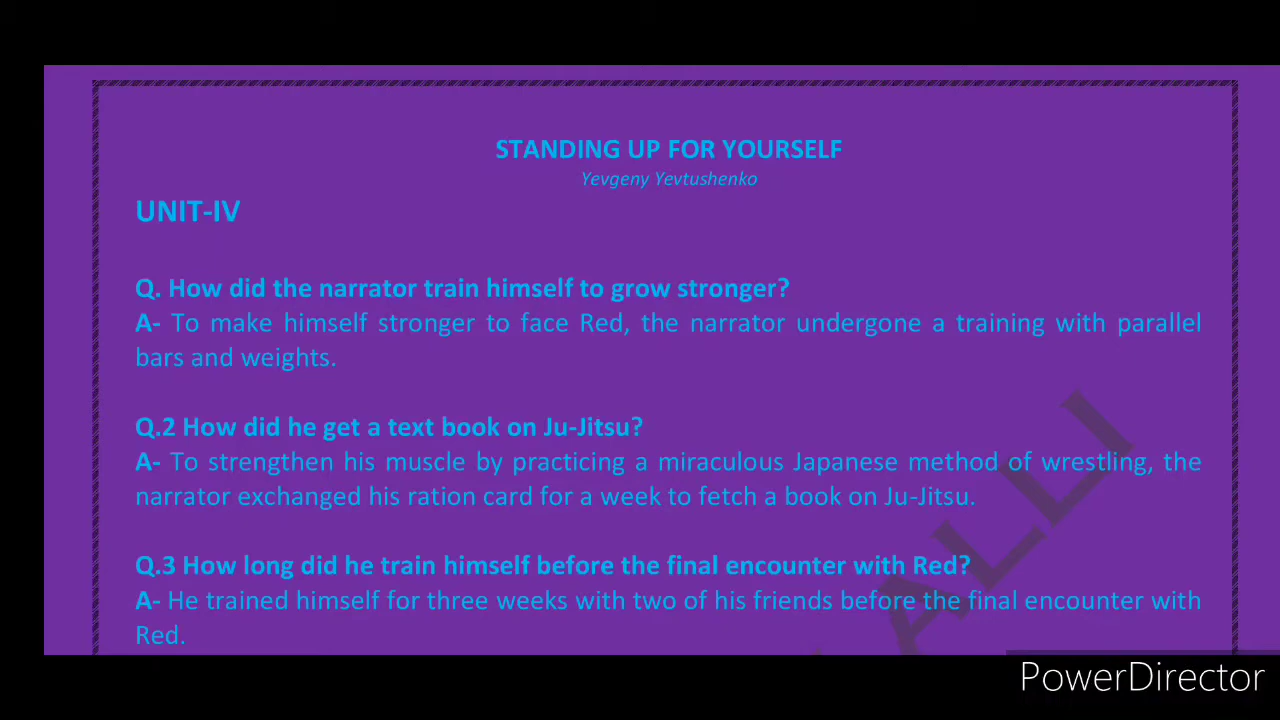 STANDING UP FOR YOURSELF
Yevgeny Yevtushenko
UNIT-IV
Q. How did the narrator train himself to grow stronger?
A- To make himself stronger to face Red, the narrator undergone a training with parallel
bars and weights.
Q.2 How did he get a text book on Ju-Jitsu?
A- To strengthen his muscle by practicing a miraculous Japanese method of wrestling, the
narrator exchanged his ration card for a week to fetch a book on Ju-Jitsu.
Q.3 How long did he train himself before the final encounter with Red?
A- He trained himself for three weeks with two of his friends before the final encounter with
Red.
PowerDirector